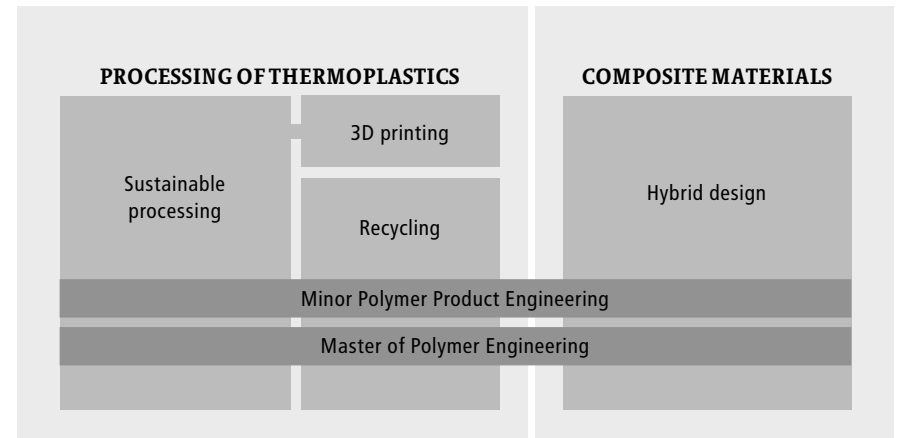 PROCESSING OF THERMOPLASTICS
COMPOSITE MATERIALS
3D printing
Sustainable
processing
Hybrid design
Recycling
Minor Polymer Product Engineering
Master of Polymer Engineering